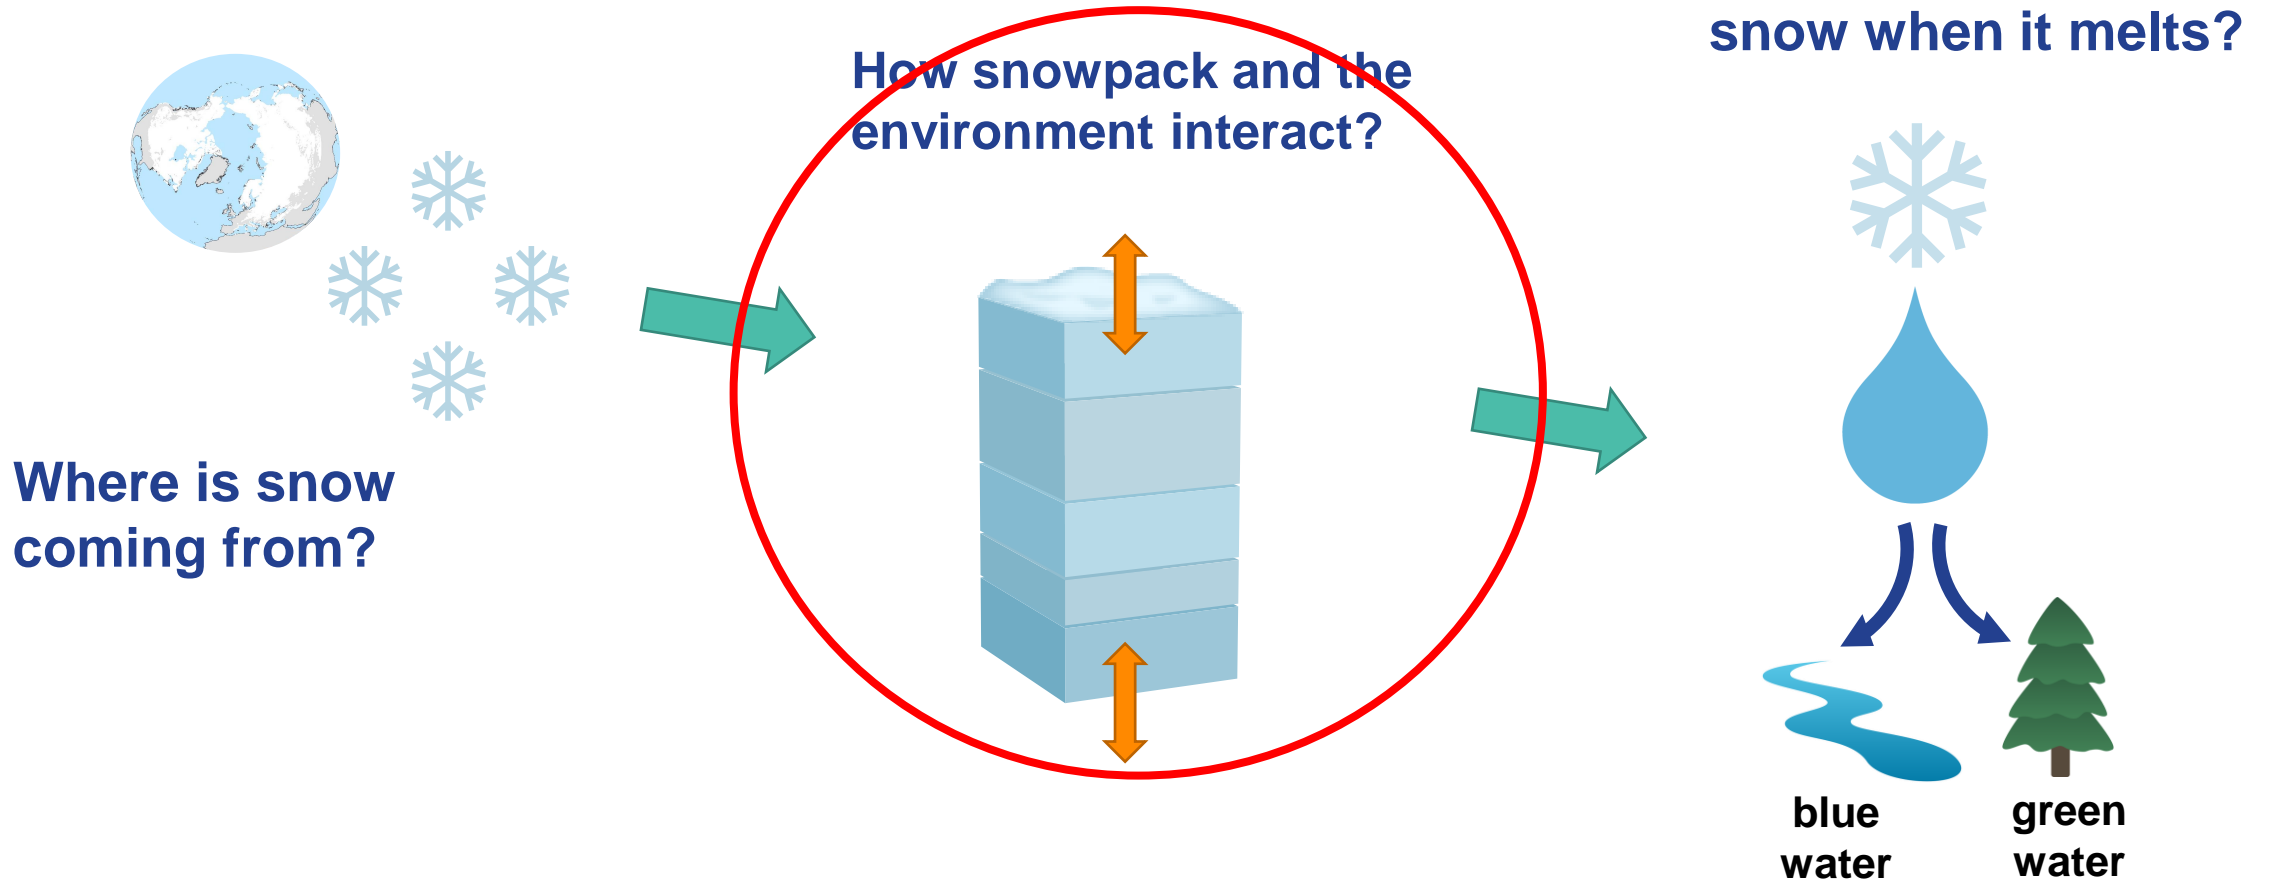 Where is snow
coming from?
How snowpack and the
environment interact?
snow when it melts?
blue
water
green
water